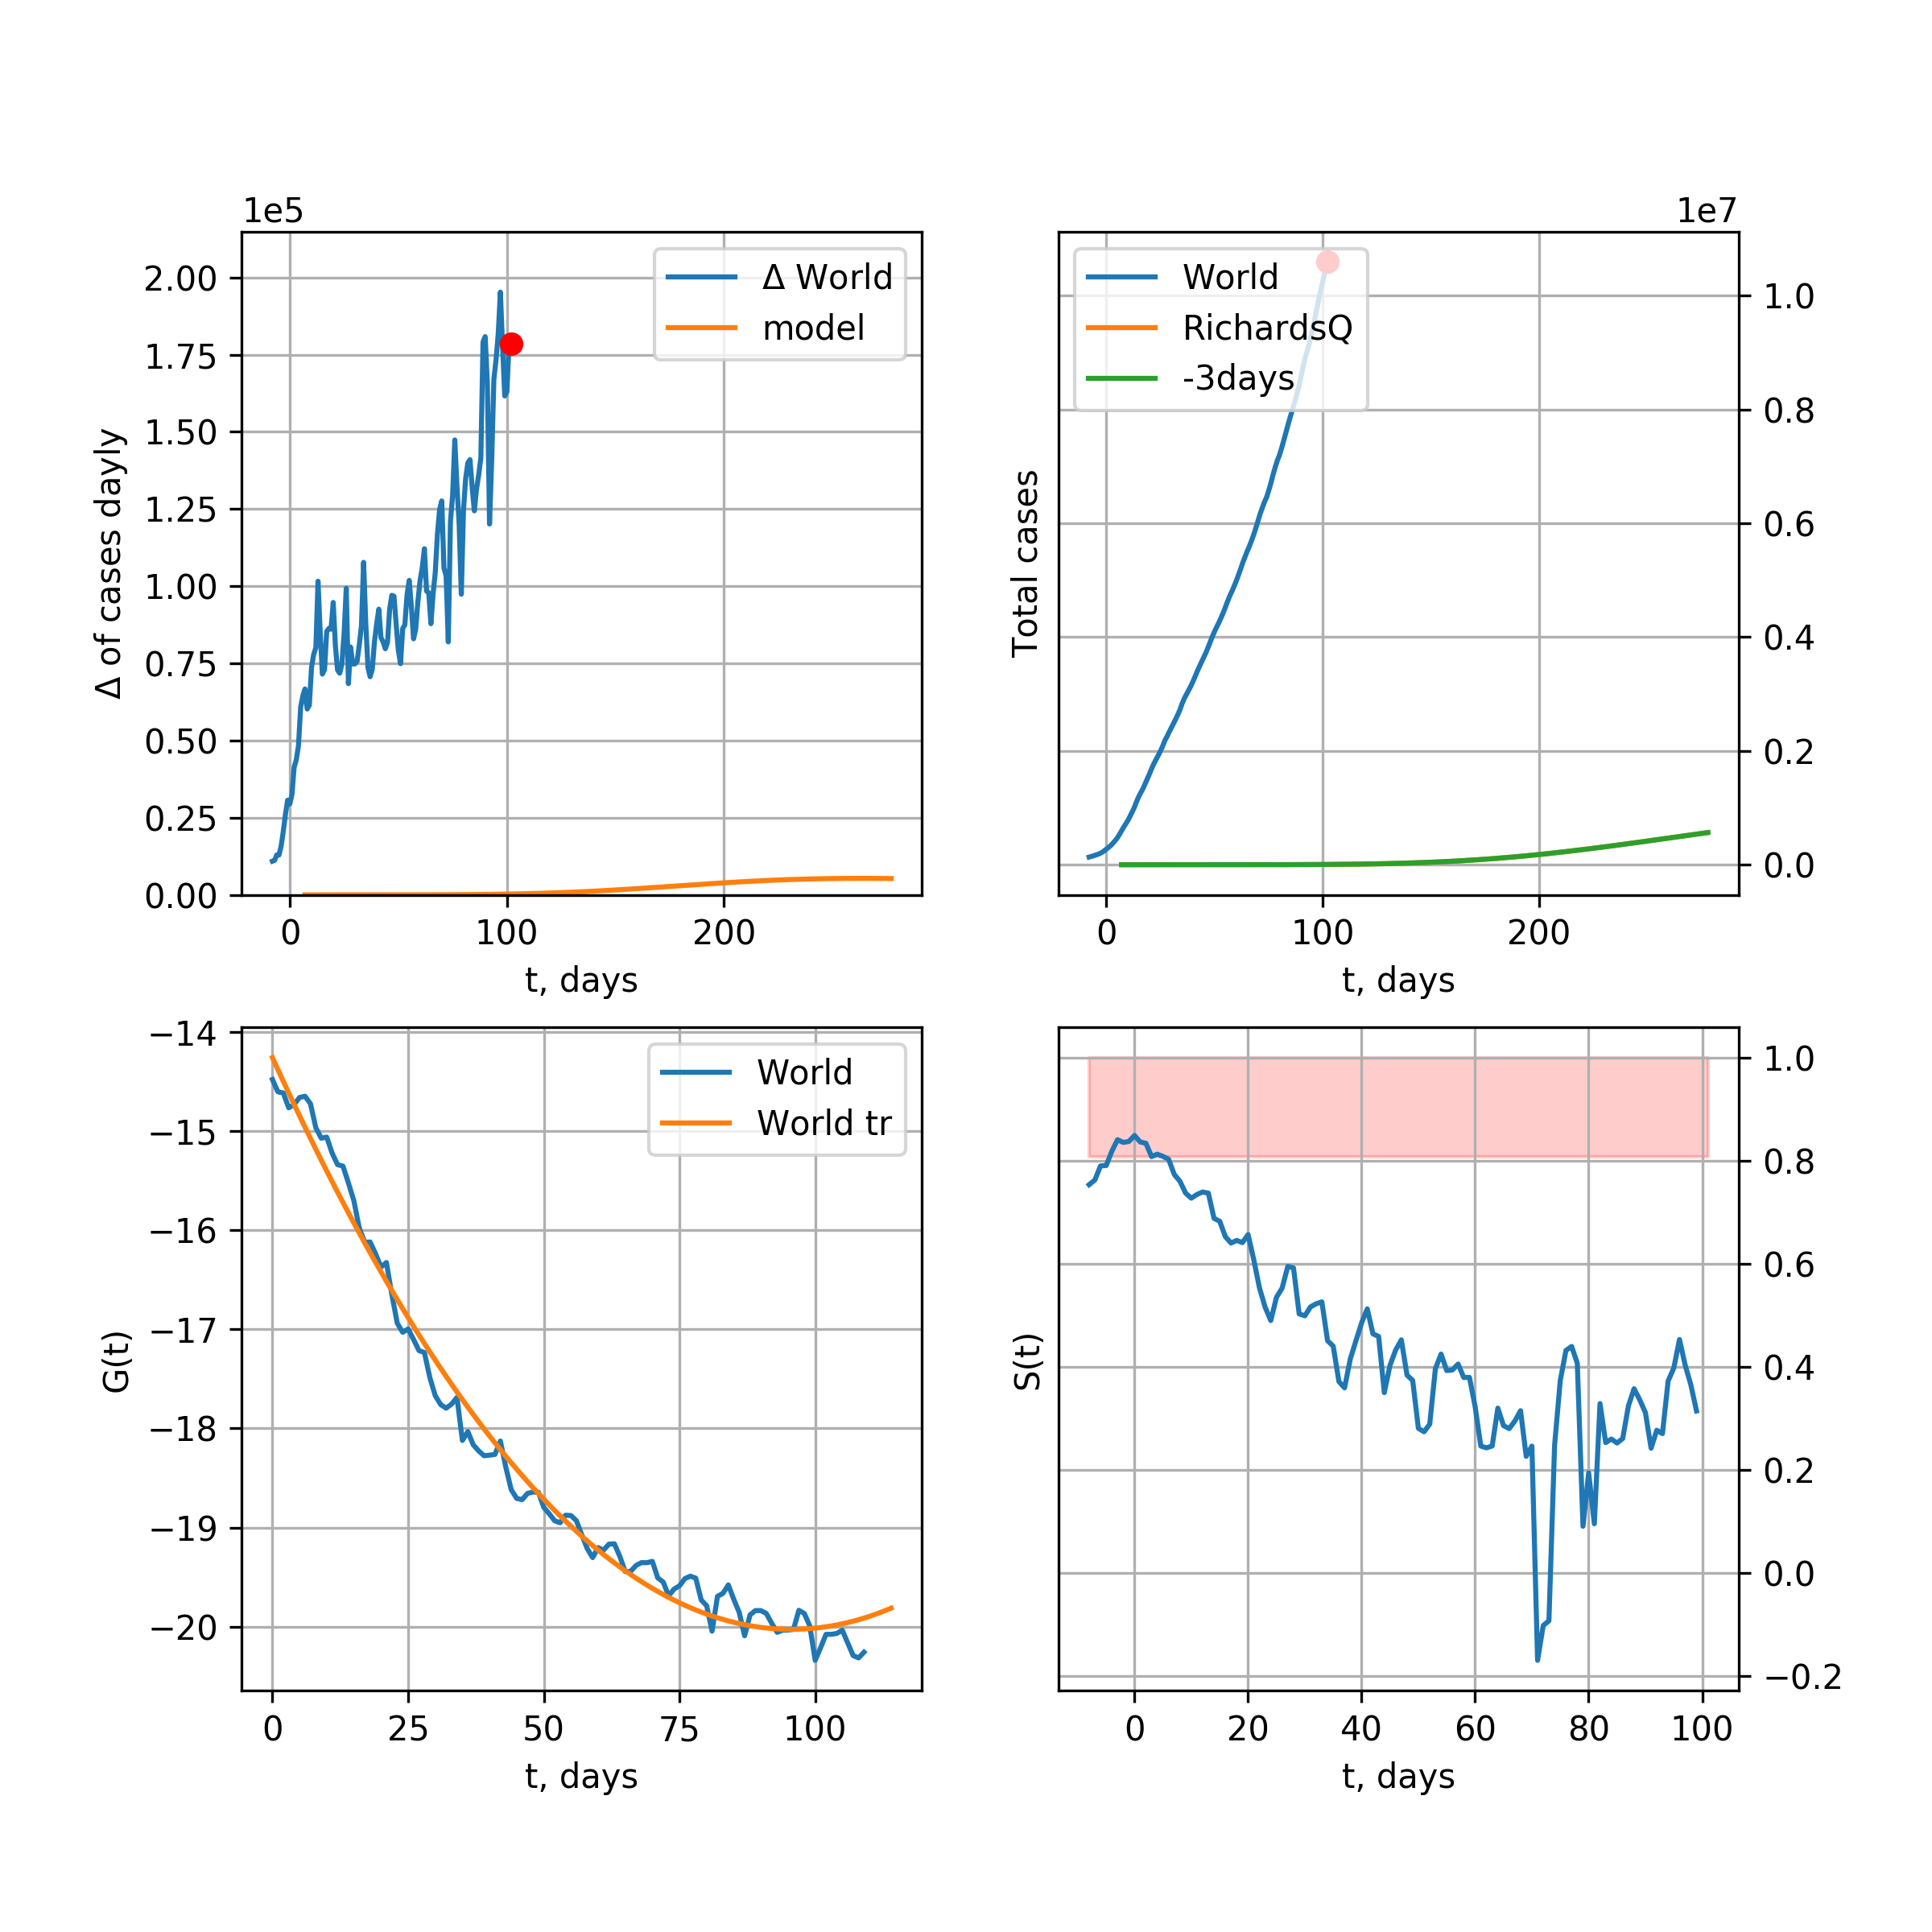 1e5
2.00
1.75
1.50
1.25
1.00
0.75
0.50
0.25
0.00
Δ of cases dayly
Δ World
model
0 100 200
t, days
1e7
1.0
0.8
0.6
0.4
0.2
0.0
Total cases
World
RichardsQ
-3days
0 100 200
t, days
−14
−15
−16
−17
−18
−19
−20
G(t)
World
World tr
0 25 50 75 100
t, days
1.0
0.8
0.6
0.4
0.2
0.0
−0.2
S(t)
0 20 40 60 80 100
t, days